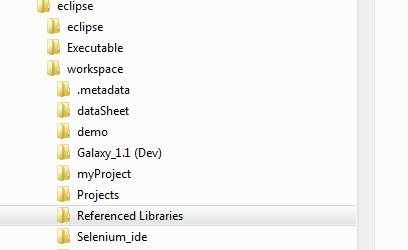 eclipse
eclipse
Executable
workspace
.metadata
dataSheet
demo
Galaxy_1.1 (Dev)
myProject
Projects
Referenced Libraries
Selenium_ide